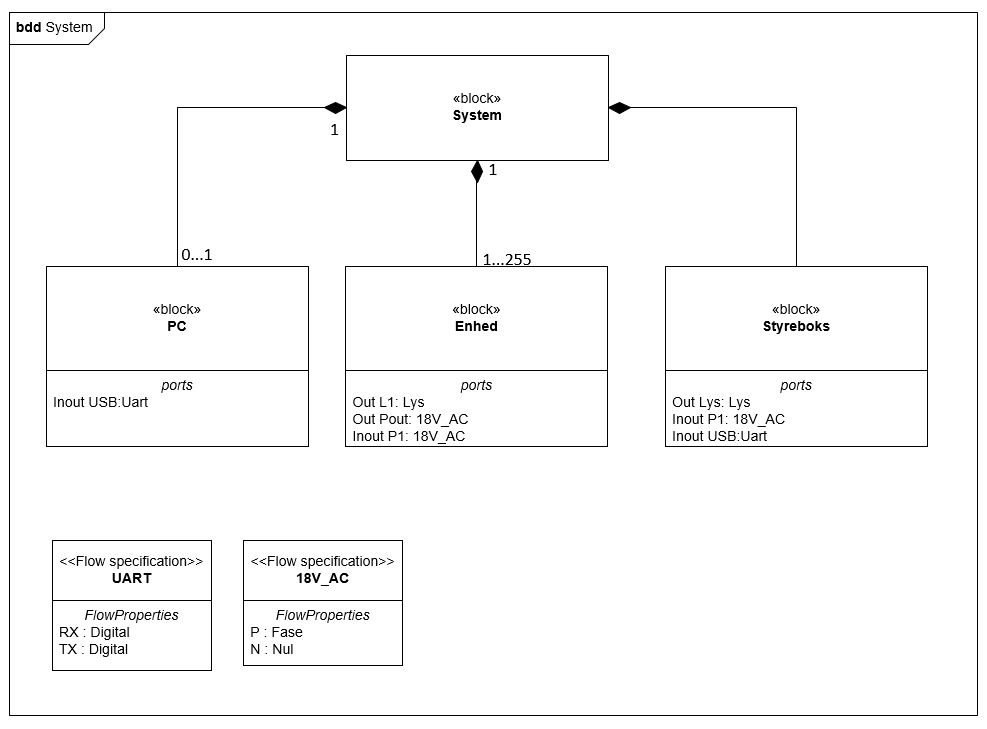 bdd System
«block»
System
1
1
0...1
1...255
«block»
PC
ports
Inout USB:Uart
«block»
Enhed
ports
Out L1: Lys
Out Pout: 18V_AC
Inout P1: 18V_AC
«block»
Styreboks
ports
Out Lys: Lys
Inout P1: 18V_AC
Inout USB:Uart
<<Flow specification>>
UART
FlowProperties
RX : Digital
TX : Digital
<<Flow specification>>
18V_AC
FlowProperties
P : Fase
N : Nul